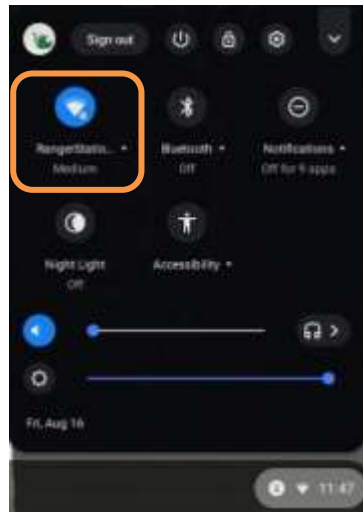 Sign out
RangerStatio...
Medium
Bluetooth
Off
Notifications
Off for 9 apps
Night Light
Off
Accessibility
Fri, Aug 16
11:47